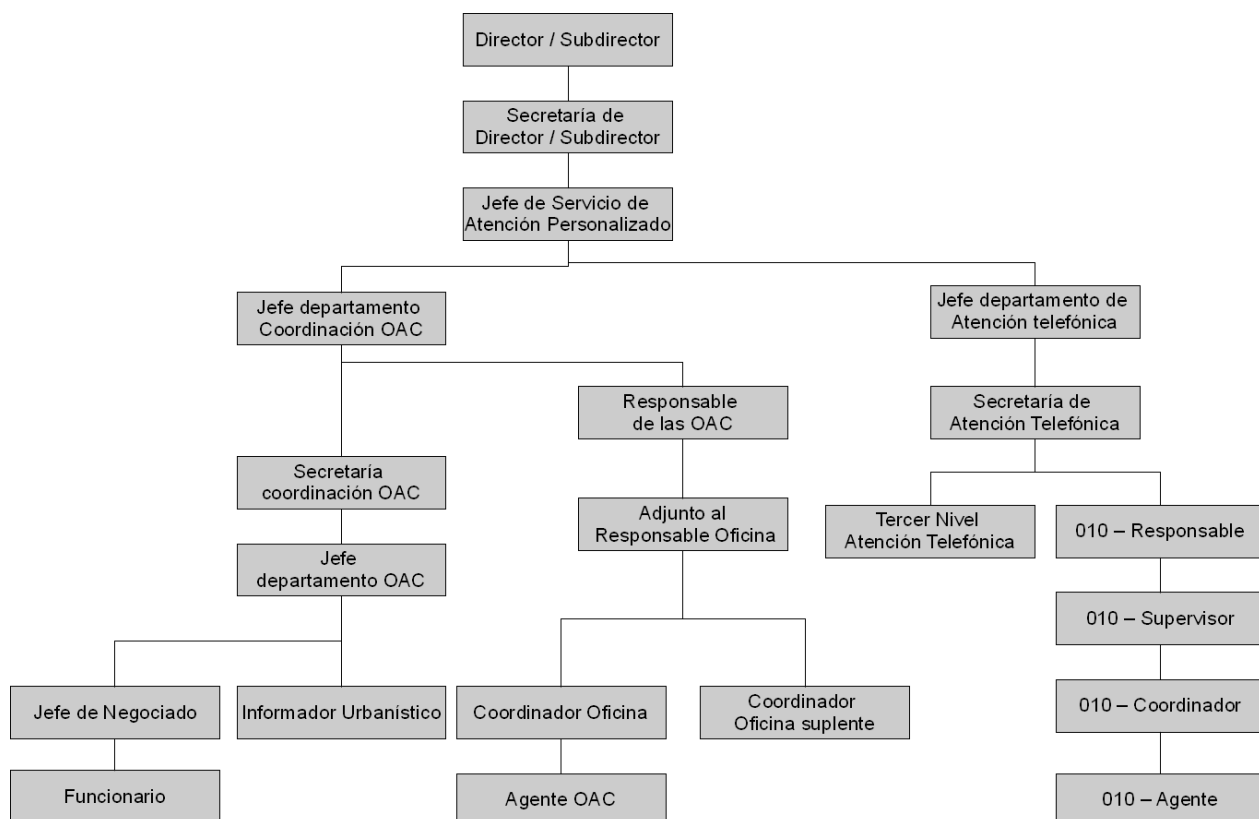 Director / Subdirector
Secretaría de
Director / Subdirector
Jefe de Servicio de
Atención Personalizado
Jefe departamento
Coordinación OAC
Jefe departamento de
Atención telefónica
Responsable
de las OAC
Secretaría de
Atención Telefónica
Secretaría
coordinación OAC
Adjunto al
Responsable Oficina
Tercer Nivel
Atención Telefónica
010 – Responsable
Jefe
departamento OAC
010 – Supervisor
Jefe de Negociado
Informador Urbanístico
Coordinador Oficina
Coordinador
Oficina suplente
010 – Coordinador
Funcionario
Agente OAC
010 – Agente